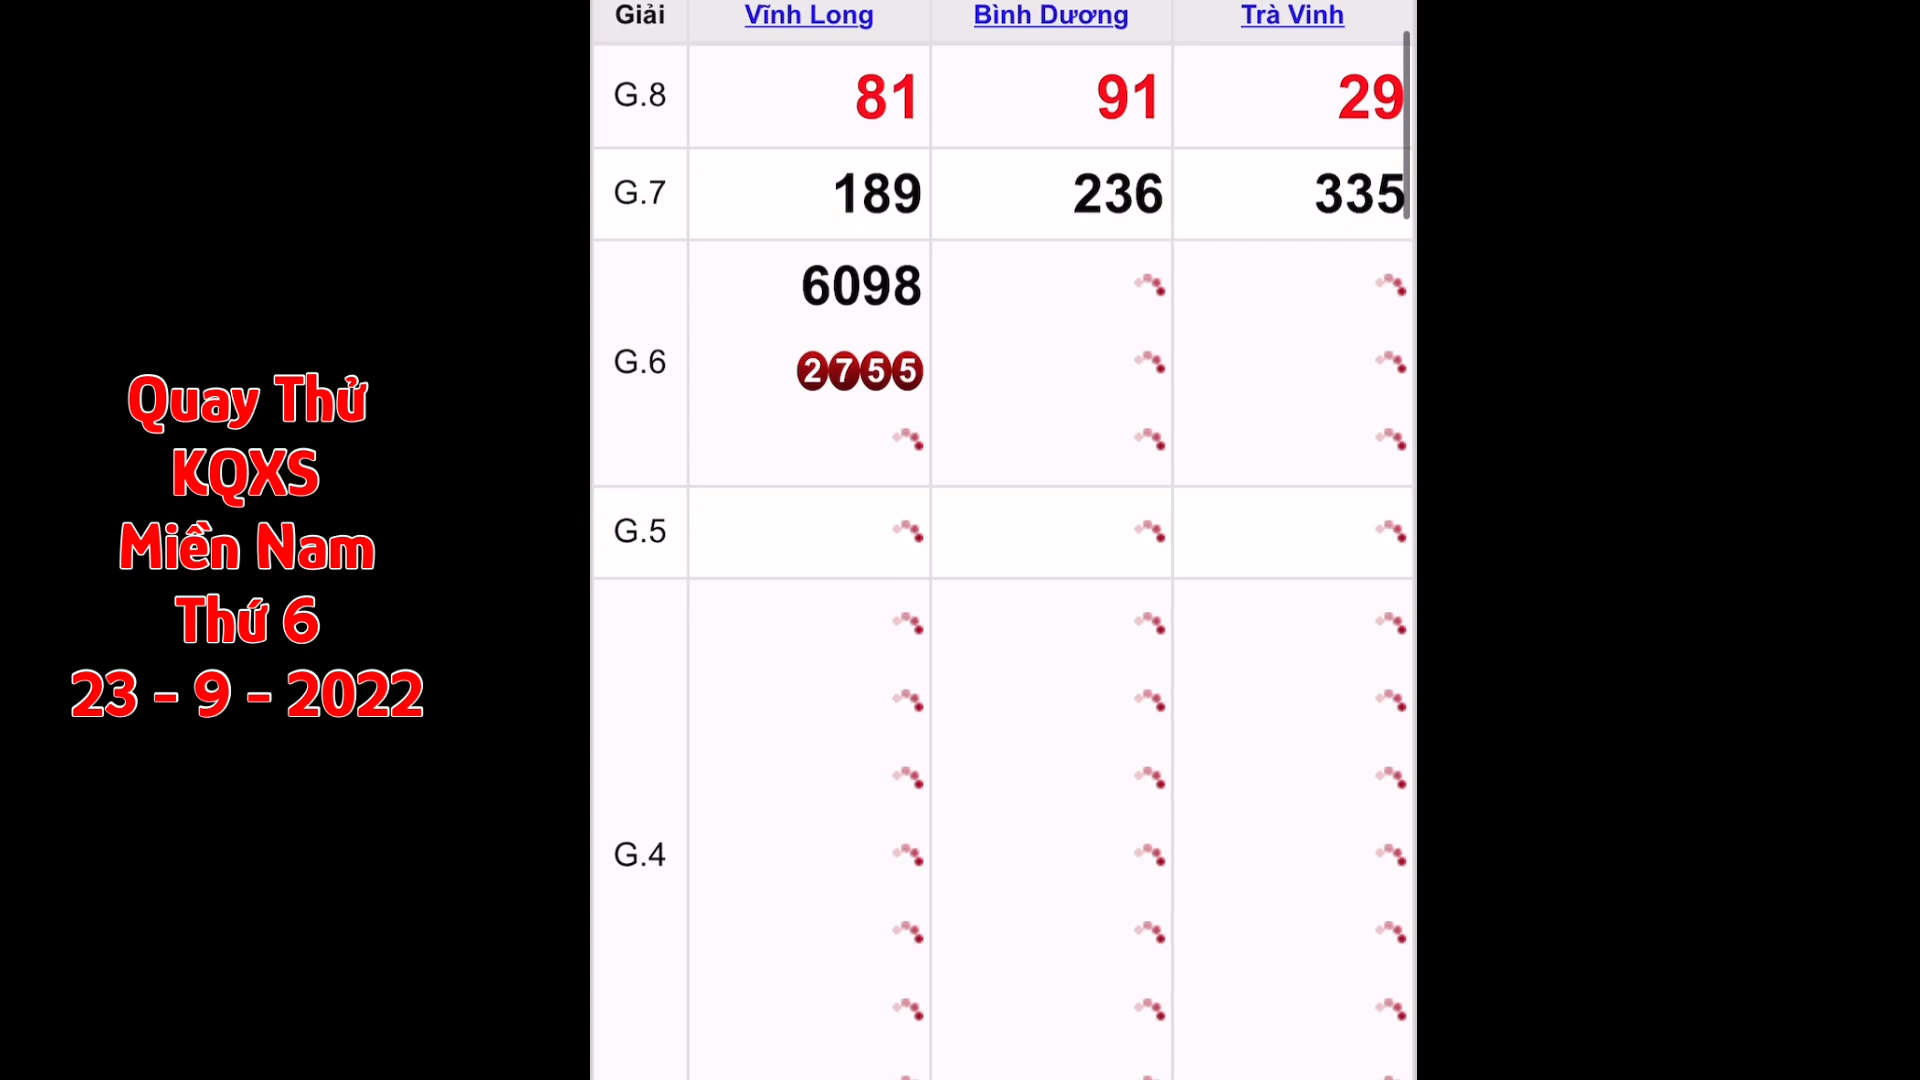 Quay Thử
KQXS
Miền Nam
Thứ 6
23 - 9 - 2022
Giải Vĩnh Long Bình Dương Trà Vinh
G.8 81 91 29
G.7 189 236 335
6098
G.6 2755
G.5
G.4